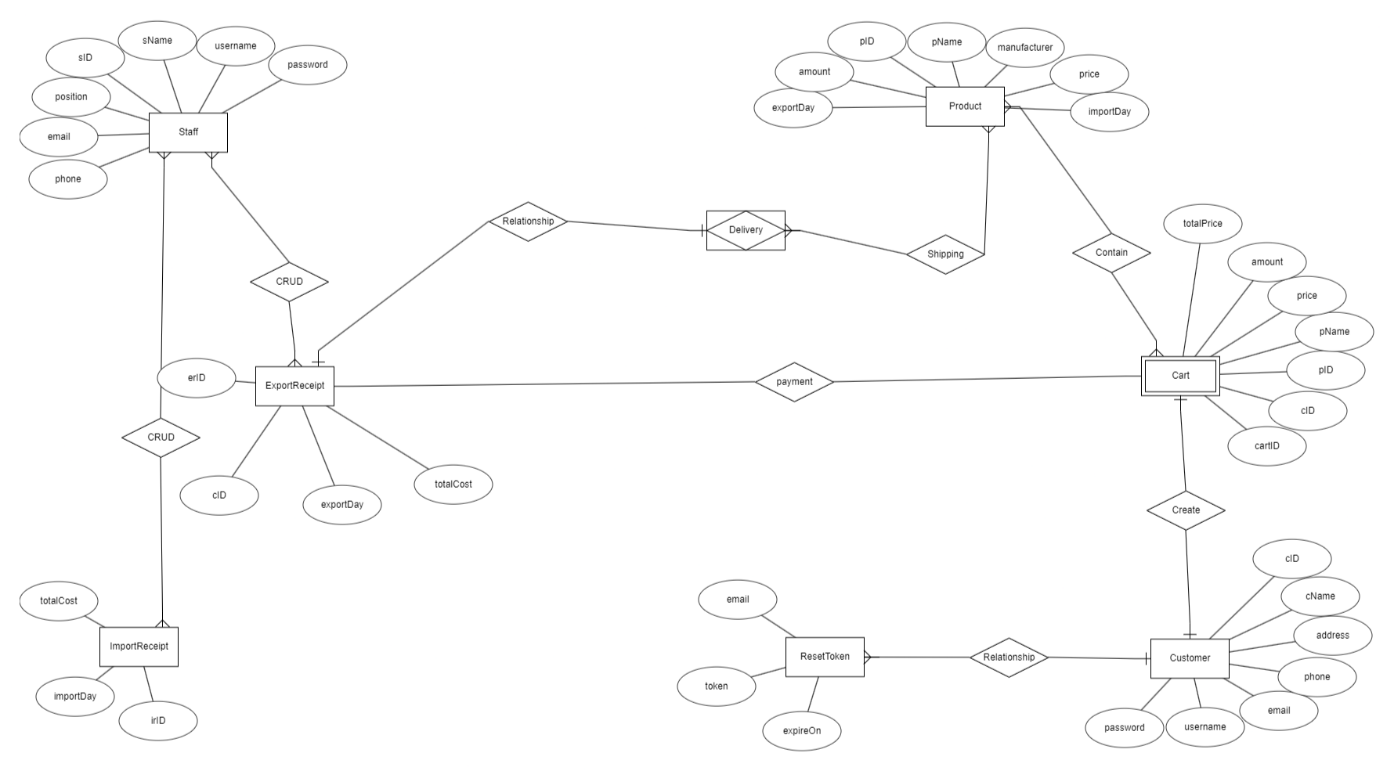 sName
username
sID
password
position
Staff
email
phone
pID
pName
manufacturer
amount
price
exportDay
Product
importDay
Relationship
Delivery
Shipping
Contain
CRUD
totalPrice
amount
price
pName
pID
cID
cartID
Cart
erID
ExportReceipt
payment
CRUD
cID
exportDay
totalCost
Create
totalCost
ImportReceipt
importDay
irID
email
ResetToken
token
expireOn
Relationship
Customer
cID
cName
address
phone
email
username
password